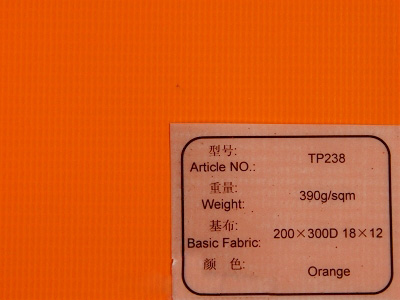 型号:
Article NO.: TP238
重量:
Weight: 390g/sqm
基布:
Basic Fabric: 200×300D 18×12
颜 色:
Orange